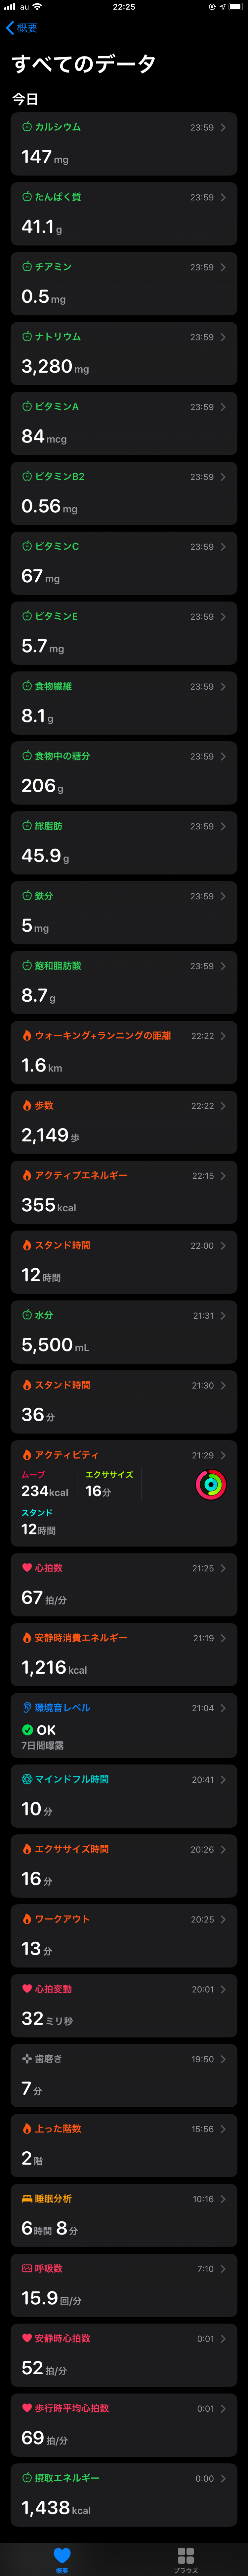 au 22:25
概要
すべてのデータ
今日
カルシウム 23:59
147 mg
たんぱく質 23:59
41.1 g
チアミン 23:59
0.5 mg
ナトリウム 23:59
3,280 mg
ビタミンA 23:59
84 mcg
ビタミンB2 23:59
0.56 mg
ビタミンC 23:59
67 mg
ビタミンE 23:59
5.7 mg
食物繊維 23:59
8.1 g
食物中の糖分 23:59
206 g
総脂肪 23:59
45.9 g
鉄分 23:59
5 mg
飽和脂肪酸 23:59
8.7 g
ウォーキング+ランニングの距離 22:22
1.6 km
歩数 22:22
2,149 歩
アクティブエネルギー 22:15
355 kcal
スタンド時間 22:00
12 時間
水分 21:31
5,500 mL
スタンド時間 21:30
36 分
アクティビティ 21:29
ムーブ エクササイズ
234kcal 16分
スタンド
12時間
心拍数 21:25
67 拍/分
安静時消費エネルギー 21:19
1,216 kcal
環境音レベル 21:04
OK
7日間曝露
マインドフル時間 20:41
10 分
エクササイズ時間 20:26
16 分
ワークアウト 20:25
13 分
心拍変動 20:01
32 ミリ秒
歯磨き 19:50
7 分
上った階数 15:56
2 階
睡眠分析 10:16
6時間 8分
呼吸数 7:10
15.9 回/分
安静時心拍数 0:01
52 拍/分
歩行時平均心拍数 0:01
69 拍/分
摂取エネルギー 0:00
1,438 kcal
概要 ブラウズ